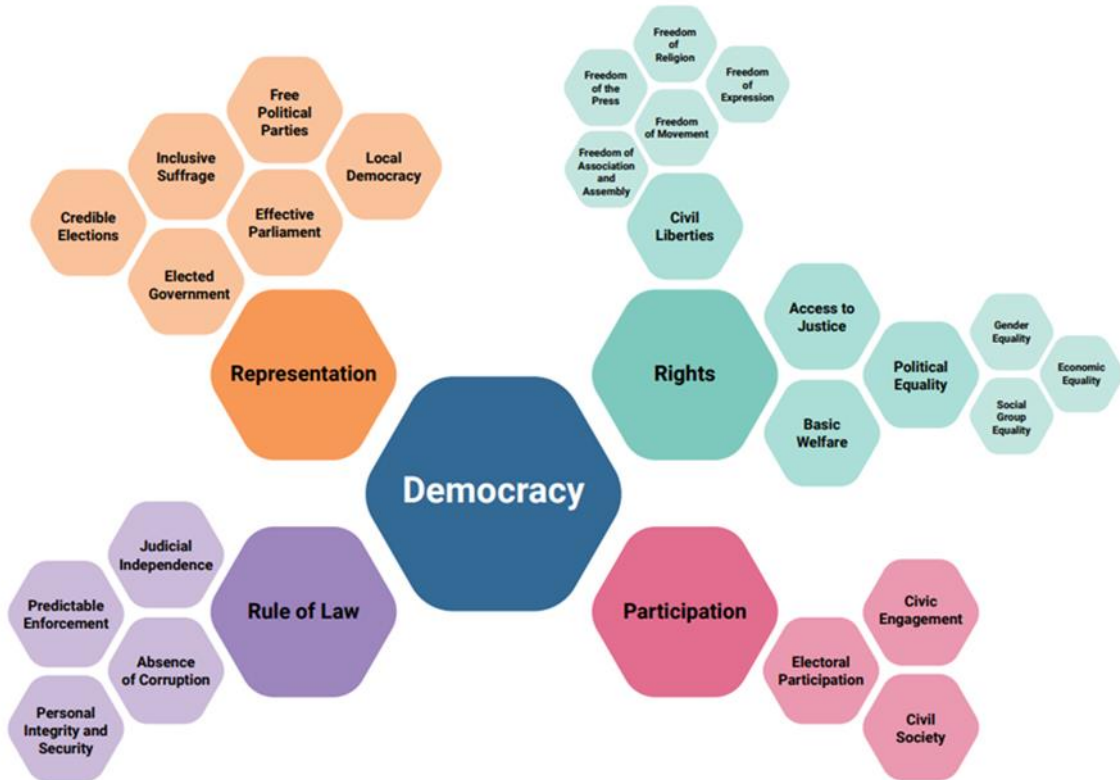 Free
Political
Parties
Inclusive
Suffrage
Local
Democracy
Credible
Elections
Effective
Parliament
Elected
Government
Representation
Freedom
of
Religion
Freedom
of the
Press
Freedom
of
Expression
Freedom
of Movement
Freedom of
Association
and
Assembly
Civil
Liberties
Rights
Access to
Justice
Basic
Welfare
Political
Equality
Gender
Equality
Economic
Equality
Social
Group
Equality
Democracy
Judicial
Independence
Predictable
Enforcement
Absence
of Corruption
Personal
Integrity and
Security
Rule of Law
Participation
Electoral
Participation
Civic
Engagement
Civil
Society